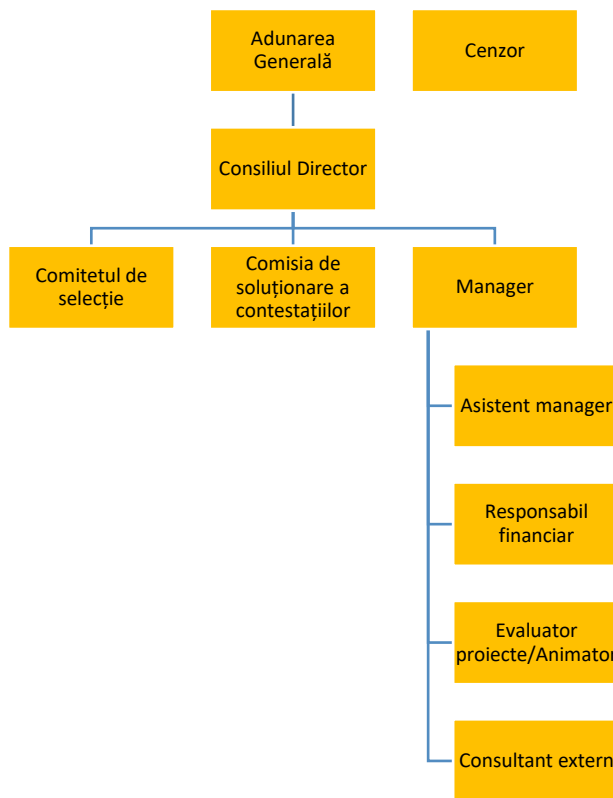 Adunarea
Generală
Cenzor
Consiliul Director
Comitetul de
selecție
Comisia de
soluționare a
contestațiilor
Manager
Asistent manager
Responsabil
financiar
Evaluator
proiecte/Animator
Consultant extern